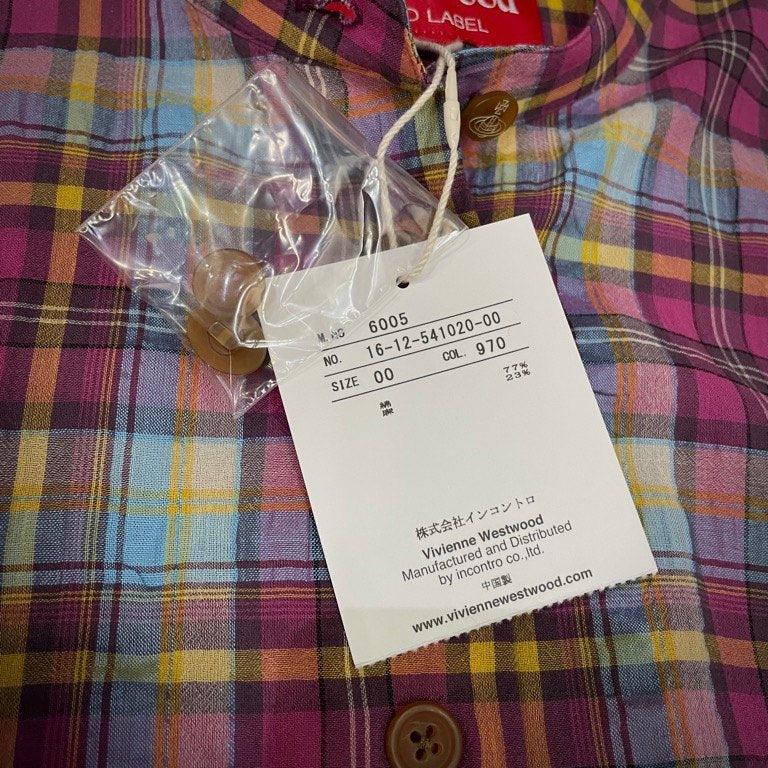 ood
D LABEL
M. NO 6005
NO. 16-12-541020-00
SIZE 00 COL. 970
綿 77%
23%
株式会社インコントロ
Vivienne Westwood
Manufactured and Distributed
by incontro co.,ltd.
中国製
www.viviennewestwood.com